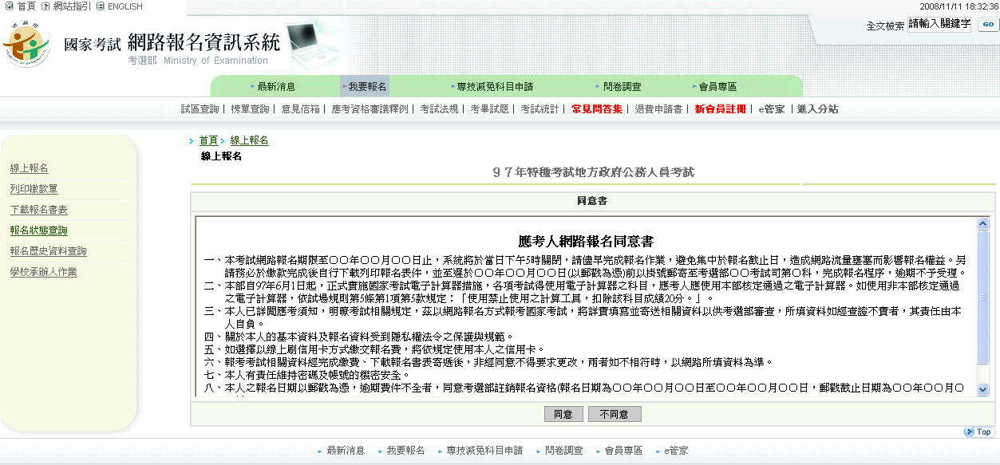 首頁 網站指引 ENGLISH
2008/11/11 18:32:36
全文檢索 請輸入關鍵字 GO
國家考試 網路報名資訊系統
考選部 Ministry of Examination
最新消息 我要報名 專技減免科目申請 問卷調查 會員專區
試區查詢 | 榜單查詢 | 意見信箱 | 應考資格審議釋例 | 考試法規 | 考畢試題 | 考試統計 | 常見問答集 | 退費申請書 | 新會員註冊 | e管家 | 進入分站
首頁 線上報名
線上報名
線上報名
列印繳款單
下載報名書表
報名狀態查詢
報名歷史資料查詢
學校承辦人作業
97年特種考試地方政府公務人員考試
同意書
應考人網路報名同意書
一、本考試網路報名期限至○○年○○月○○日止，系統將於當日下午5時關閉，請儘早完成報名作業，避免集中於報名截止日，造成網路流量壅塞而影響報名權益。另
請務必於繳款完成後自行下載列印報名表件，並至遲於○○年○○月○○日(以郵戳為憑)前以掛號郵寄至考選部○○考試司第○科，完成報名程序，逾期不予受理。
二、本部自97年6月1日起，正式實施國家考試電子計算器措施，各項考試得使用電子計算器之科目，應考人應使用本部核定通過之電子計算器。如使用非本部核定通過
之電子計算器，依試場規則第5條第1項第5款規定：「使用禁止使用之計算工具，扣除該科目成績20分。」。
三、本人已詳閱應考須知，明瞭考試相關規定，茲以網路報名方式報考國家考試，將詳實填寫並寄送相關資料以供考選部審查，所填資料如經查證不實者，其責任由本
人自負。
四、關於本人的基本資料及報名資料受到隱私權法令之保護與規範。
五、如選擇以線上刷信用卡方式繳交報名費，將依規定使用本人之信用卡。
六、報考考試相關資料經完成繳費、下載報名書表寄遞後，非經同意不得要求更改，兩者如不相符時，以網路所填資料為準。
七、本人有責任維持密碼及帳號的機密安全。
八、本人之報名日期以郵戳為憑，逾期費件不全者，同意考選部註銷報名資格(報名日期為○○年○○月○○日至○○年○○月○○日，郵戳截止日期為○○年○○月○
同意 不同意
Top
最新消息 我要報名 專技減免科目申請 問卷調查 會員專區 e管家